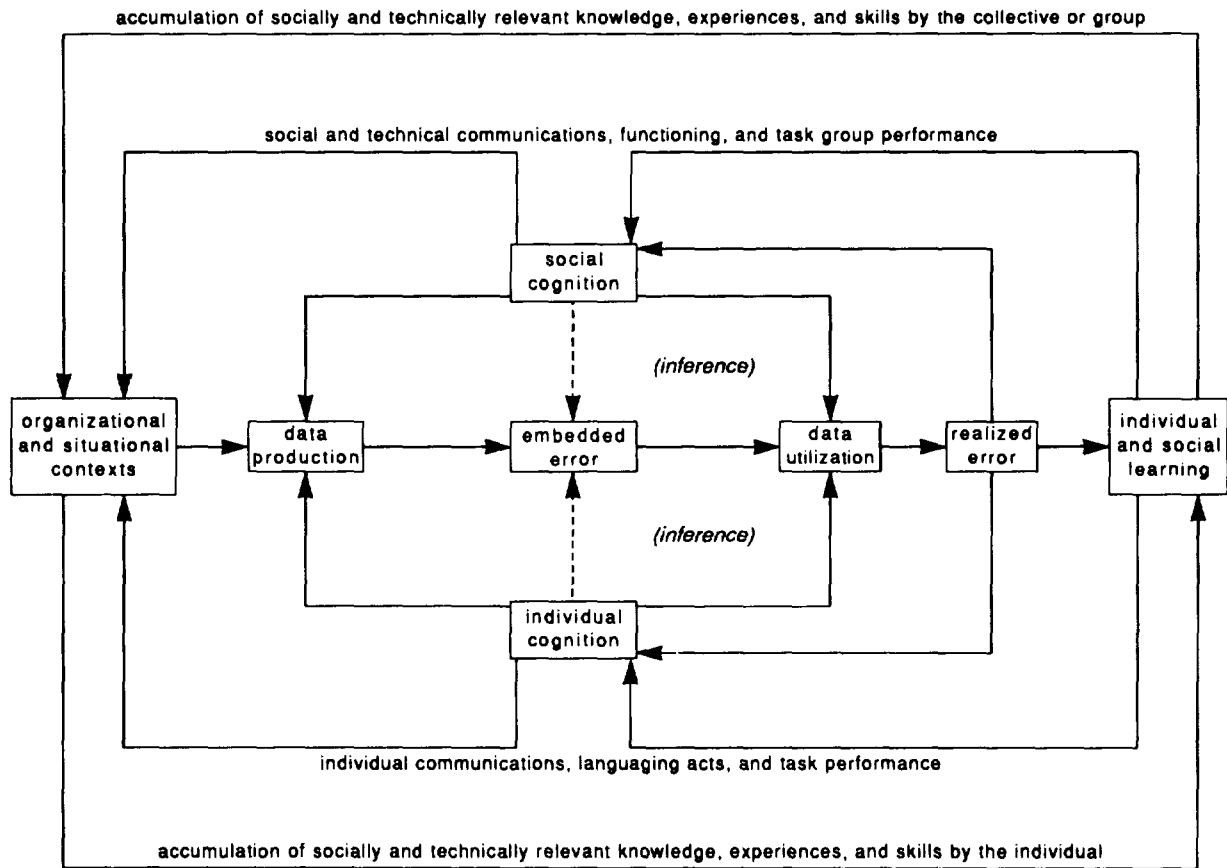 accumulation of socially and technically relevant knowledge, experiences, and skills by the collective or group
social and technical communications, functioning, and task group performance
social
cognition
(inference)
organizational
and situational
contexts
data
production
embedded
error
data
utilization
realized
error
individual
and social
learning
(inference)
individual
cognition
individual communications, languaging acts, and task performance
accumulation of socially and technically relevant knowledge, experiences, and skills by the individual